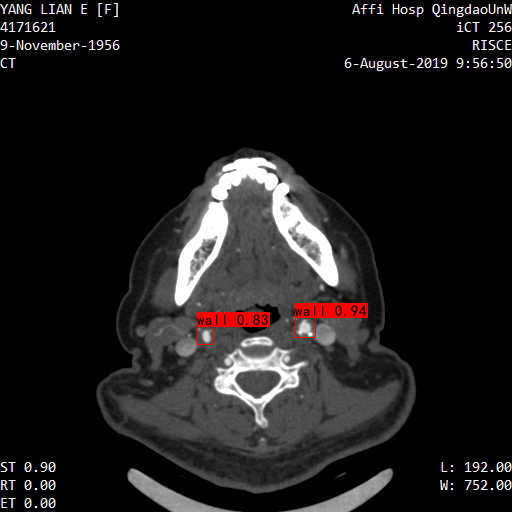 YANG LIAN E [F]
4171621
9-November-1956
CT
Affi Hosp QingdaoUnW
iCT 256
RISCE
6-August-2019 9:56:50
wall 0.94
wall 0.83
ST 0.90
RT 0.00
ET 0.00
L: 192.00
W: 752.00